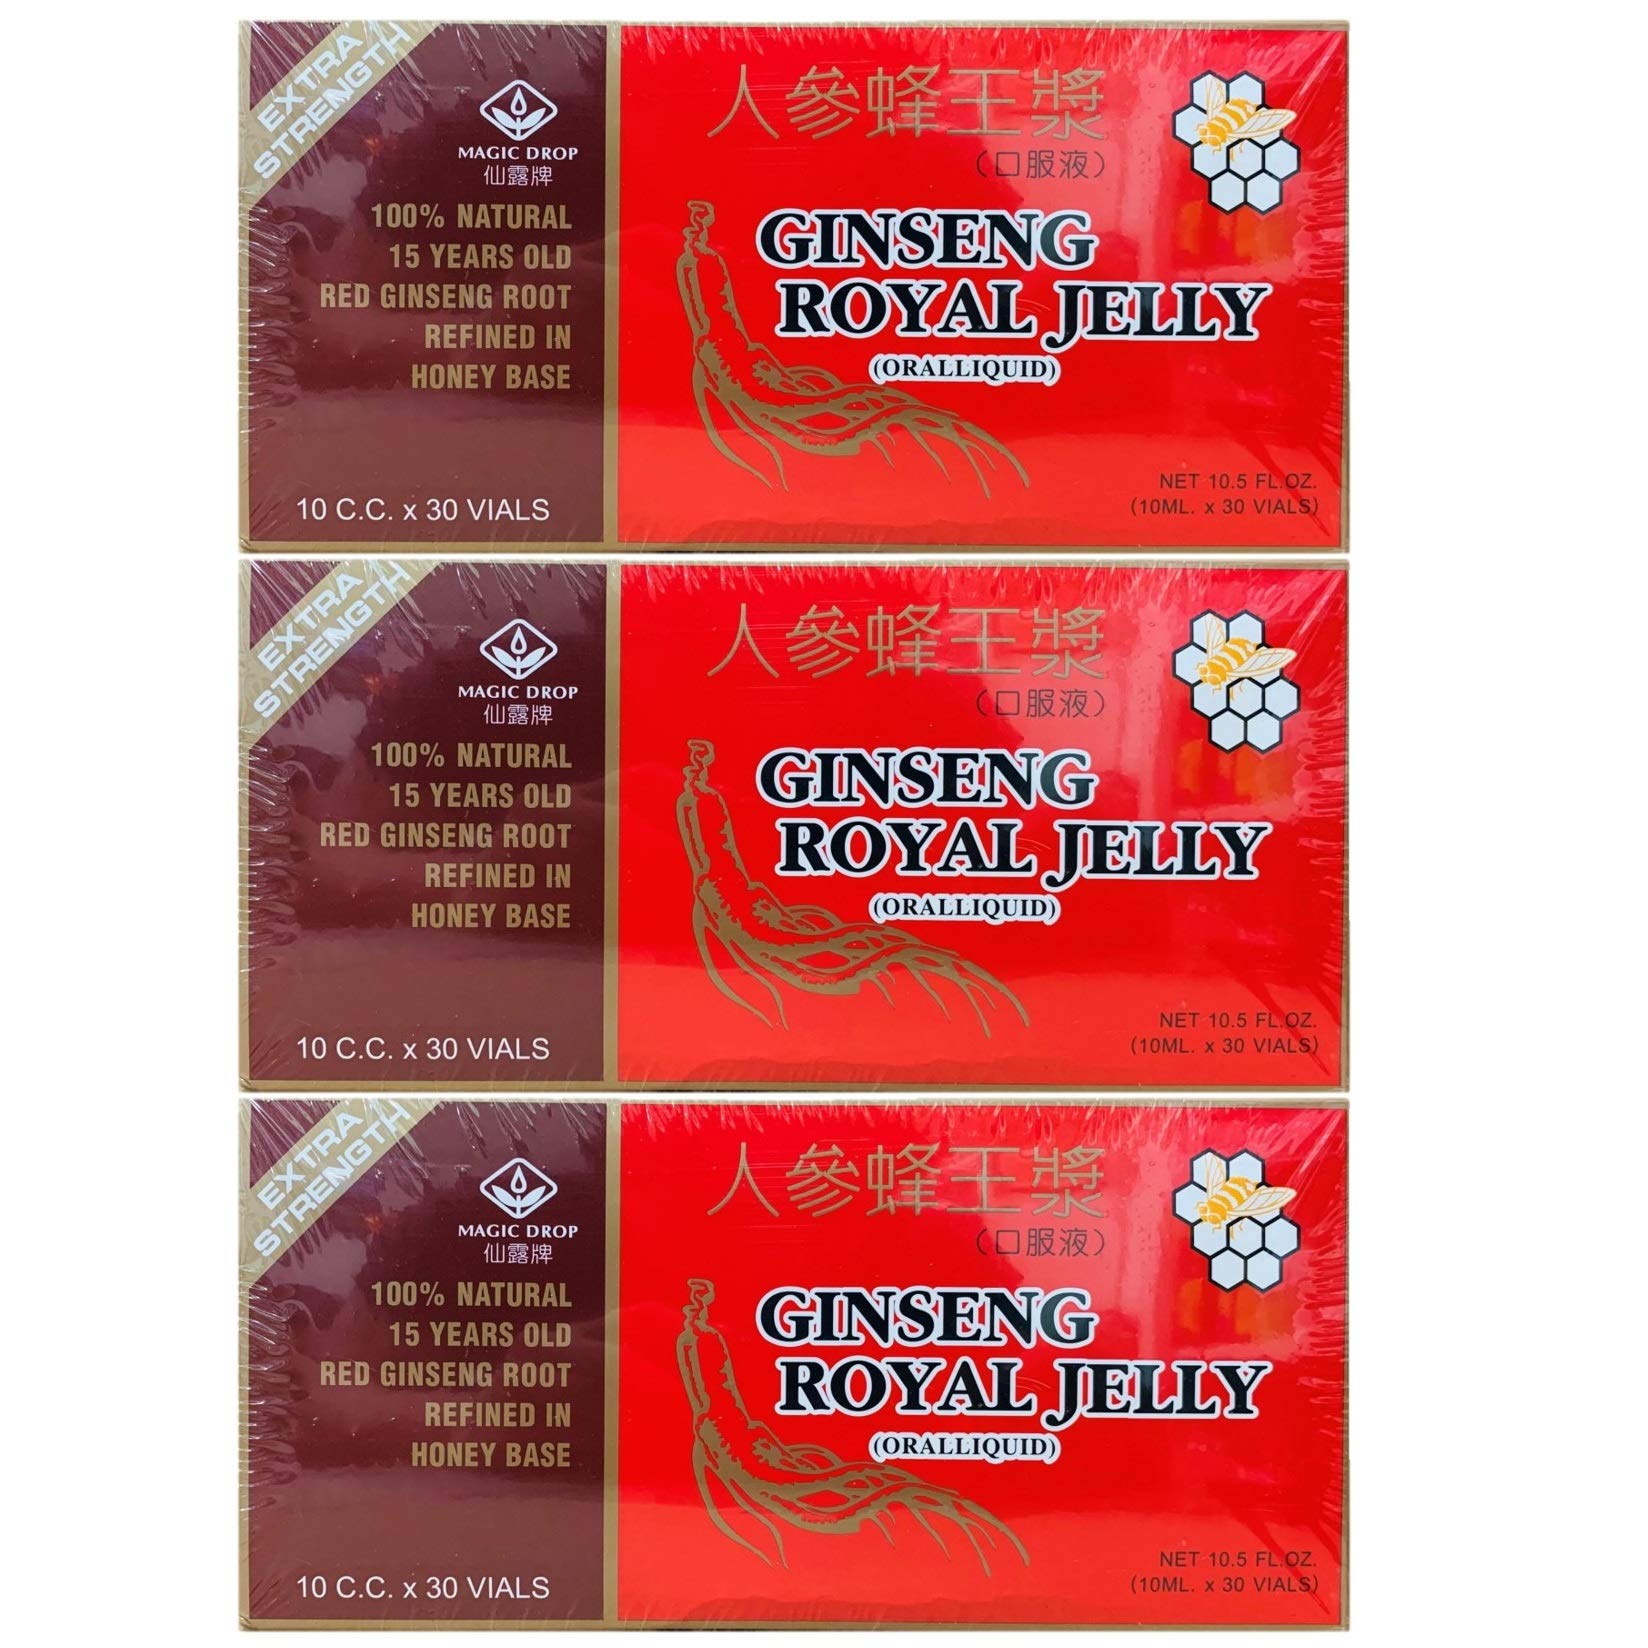 EXTRA
STRENGTH
MAGIC DROP
仙露牌
100% NATURAL
15 YEARS OLD
RED GINSENG ROOT
REFINED IN
HONEY BASE
10 C.C. x 30 VIALS
人參蜂王漿
(口服液)
GINSENG
ROYAL JELLY
(ORALLIQUID)
NET 10.5 FL.OZ.
(10ML. x 30 VIALS)
EXTRA
STRENGTH
MAGIC DROP
仙露牌
100% NATURAL
15 YEARS OLD
RED GINSENG ROOT
REFINED IN
HONEY BASE
10 C.C. x 30 VIALS
人參蜂王漿
(口服液)
GINSENG
ROYAL JELLY
(ORALLIQUID)
NET 10.5 FL.OZ.
(10ML. x 30 VIALS)
EXTRA
STRENGTH
MAGIC DROP
仙露牌
100% NATURAL
15 YEARS OLD
RED GINSENG ROOT
REFINED IN
HONEY BASE
10 C.C. x 30 VIALS
人參蜂王漿
(口服液)
GINSENG
ROYAL JELLY
(ORALLIQUID)
NET 10.5 FL.OZ.
(10ML. x 30 VIALS)